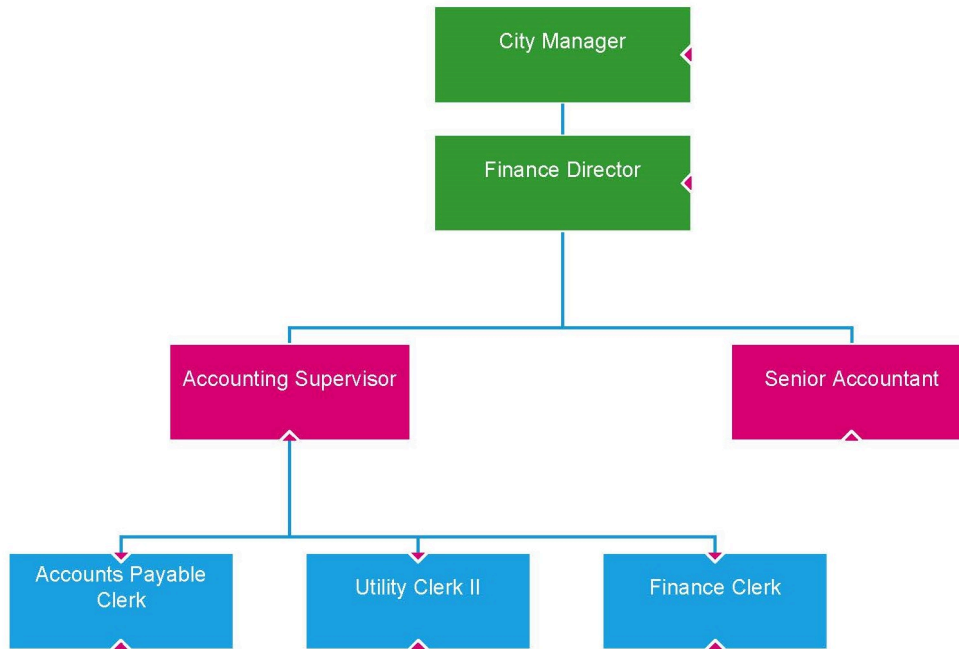 City Manager
Finance Director
Accounting Supervisor
Senior Accountant
Accounts Payable
Clerk
Utility Clerk II
Finance Clerk